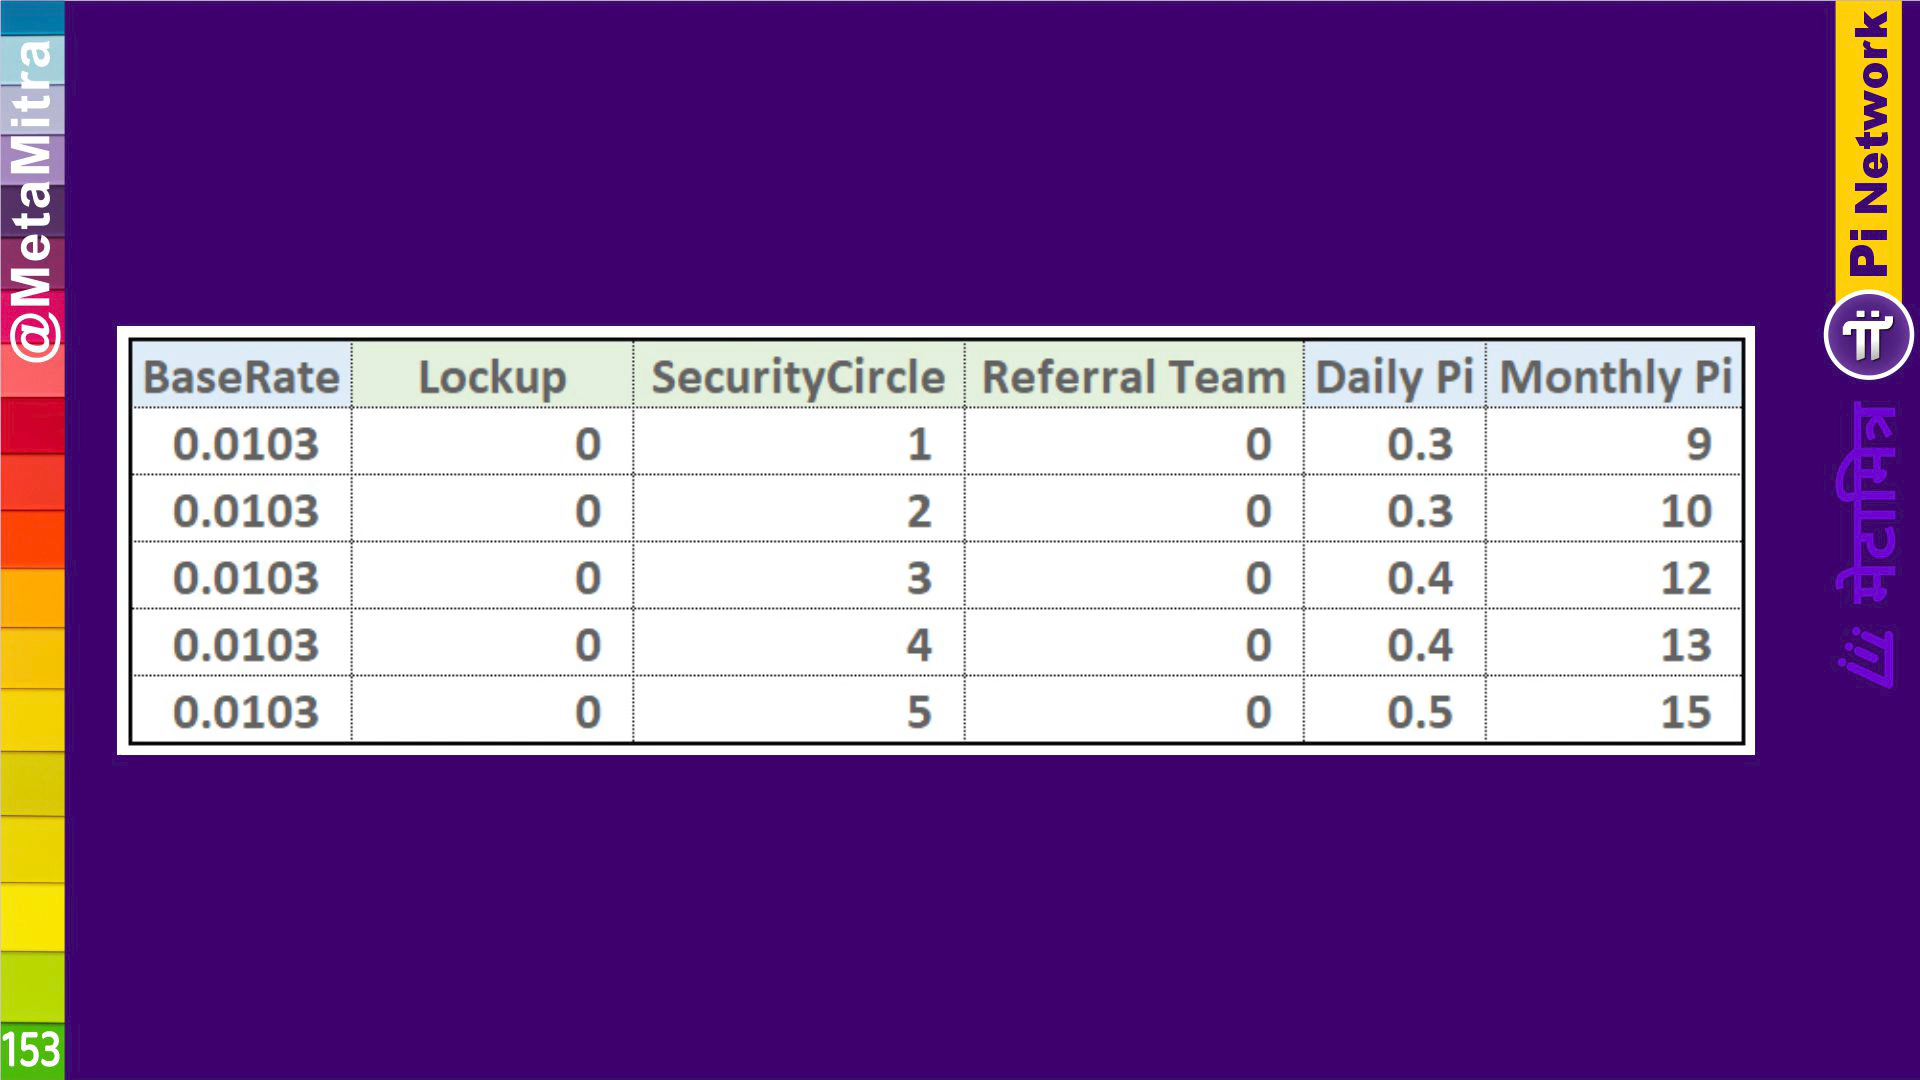 @MetaMitra
BaseRate Lockup SecurityCircle Referral Team Daily Pi Monthly Pi
0.0103 0 1 0 0.3 9
0.0103 0 2 0 0.3 10
0.0103 0 3 0 0.4 12
0.0103 0 4 0 0.4 13
0.0103 0 5 0 0.5 15
Pi Network
मेटामित्र
153